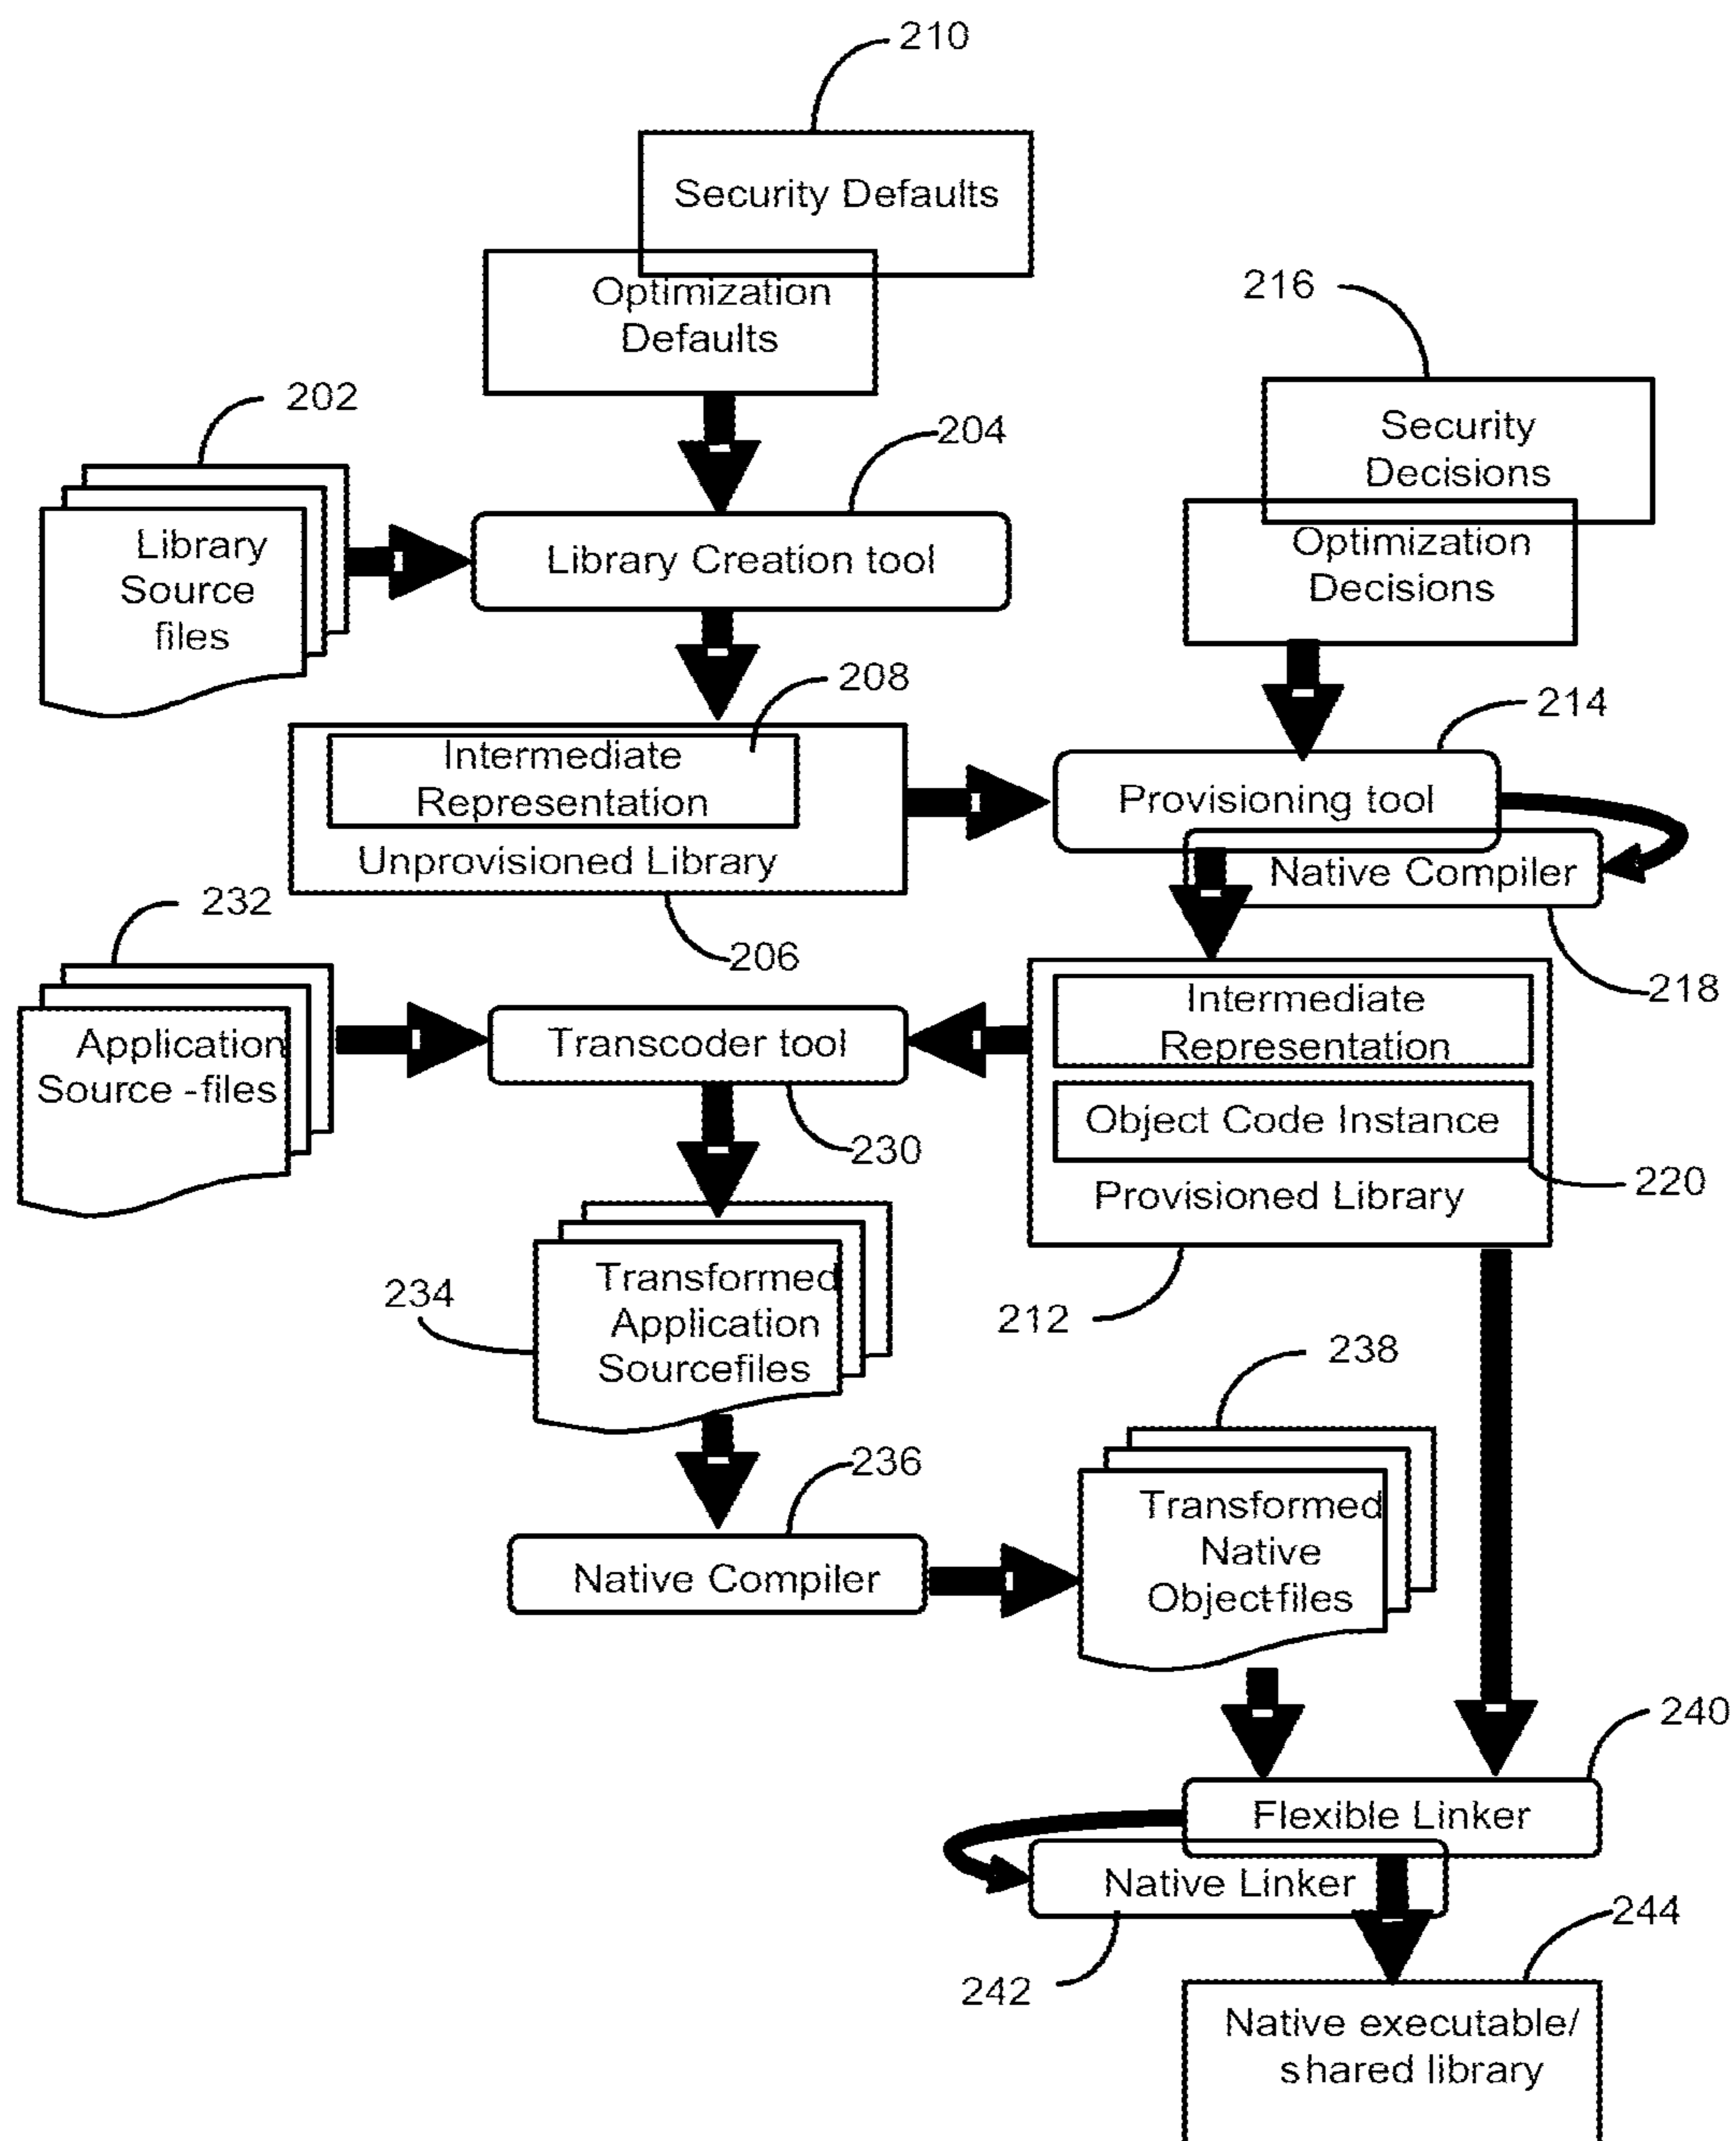 210
Security Defaults
Optimization
Defaults
216
202
204
Security
Decisions
Library
Source
files
Library Creation tool
Optimization
Decisions
208
214
Intermediate
Representation
Unprovisioned Library
Provisioning tool
Native Compiler
232
206
218
Application
Source -files
Transcoder tool
Intermediate
Representation
Object Code Instance
Provisioned Library
230
220
234
Transformed
Application
Sourcefiles
212
238
236
Transformed
Native
Object-files
Native Compiler
240
Flexible Linker
Native Linker
244
242
Native executable/
shared library